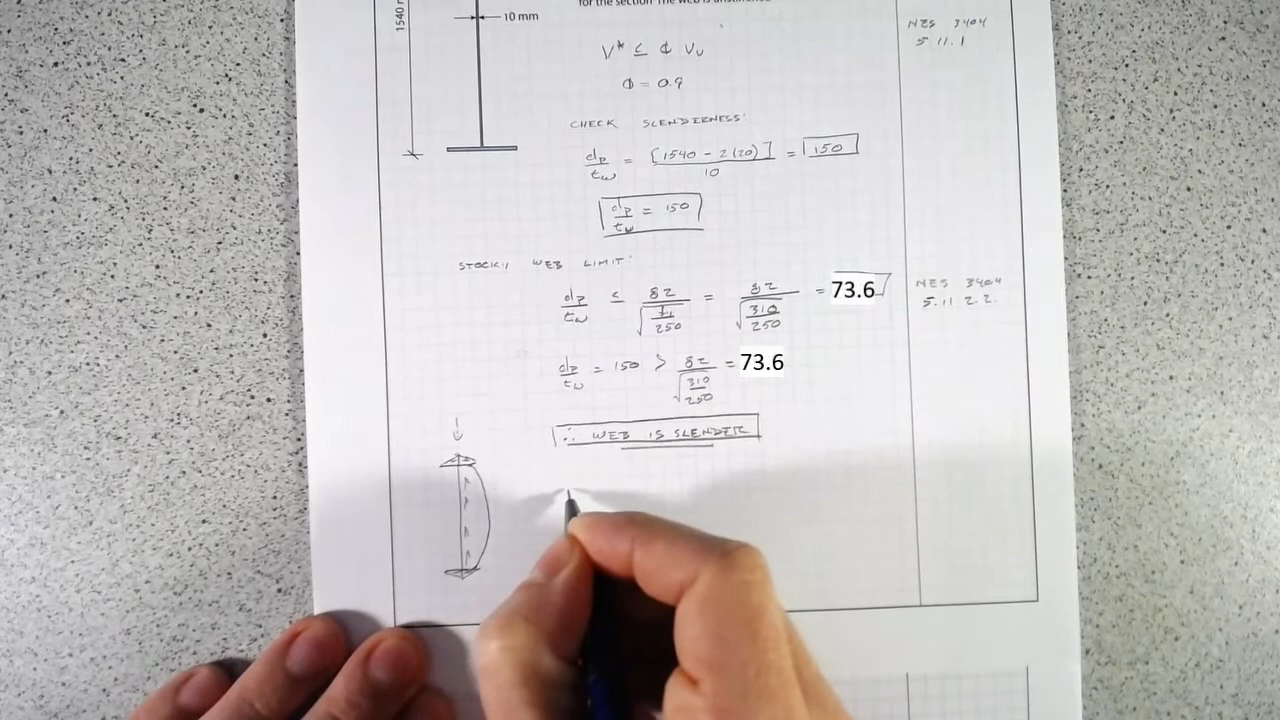 for the section The web is unstiffened
1540 m
10 mm
NZS 3404
5.11.1
V* ≤ Φ Vv
Φ = 0.9
CHECK SLENDERNESS:
dp/tw = [1540 - 2(20)]/10 = 150
dp/tw = 150
STOCKY WEB LIMIT:
dp/tw ≤ 82/√(fy/250) = 82/√(310/250) = 73.6
NZS 3404
5.11.2.2.
dp/tw = 150 > 82/√(310/250) = 73.6
∴ WEB IS SLENDER